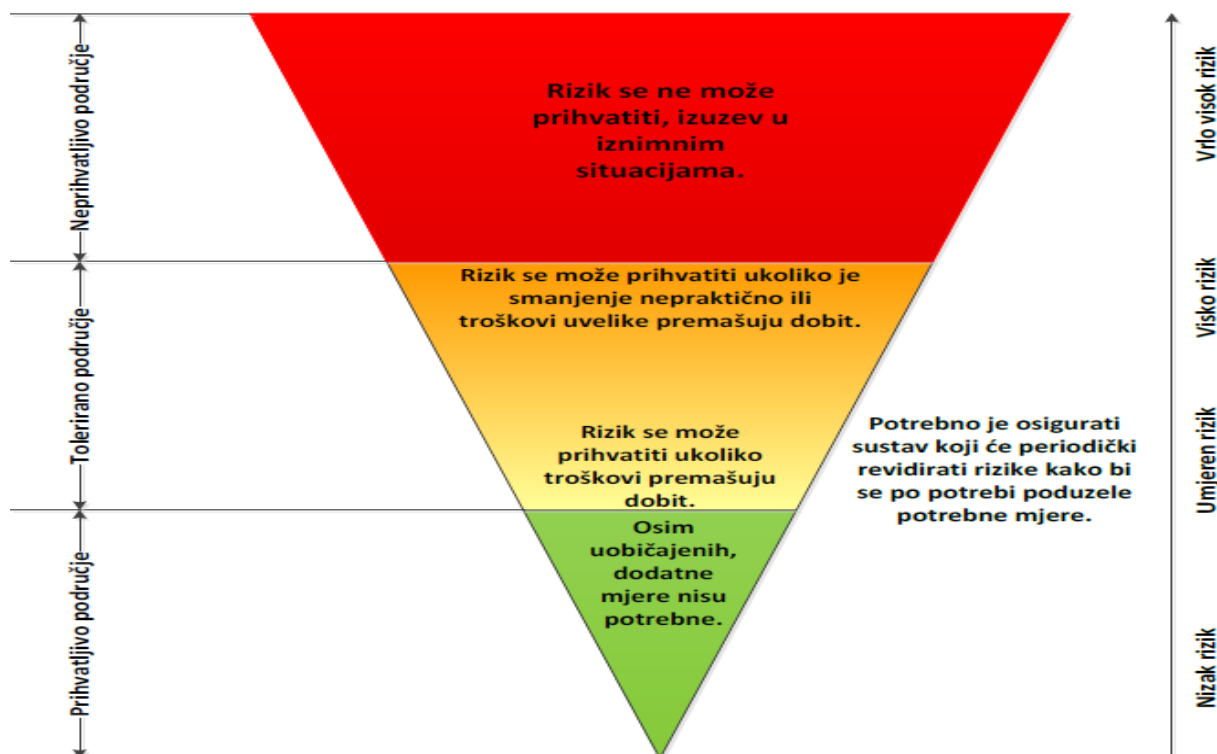 Neprihvatljivo područje
Rizik se ne može
prihvatiti, izuzev u
iznimnim
situacijama.
Vrlo visok rizik
Tolerirano područje
Rizik se može prihvatiti ukoliko je
smanjenje nepraktično ili
troškovi uvelike premašuju dobit.
Visko rizik
Rizik se može
prihvatiti ukoliko
troškovi premašuju
dobit.
Potrebno je osigurati
sustav koji će periodički
revidirati rizike kako bi
se po potrebi poduzele
potrebne mjere.
Umjeren rizik
Prihvatljivo područje
Osim
uobičajenih,
dodatne
mjere nisu
potrebne.
Nizak rizik